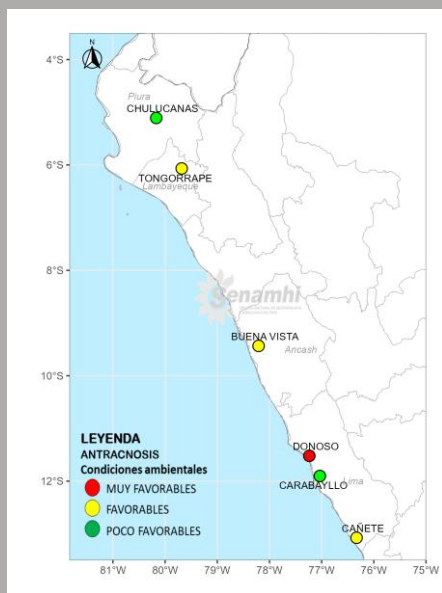 N
4°S
Piura
CHULUCANAS
6°S
TONGORRAPE
Lambayeque
8°S
Senamhi
BUENA VISTA
Ancash
10°S
LEYENDA
ANTRACNOSIS
Condiciones ambientales
MUY FAVORABLES
FAVORABLES
POCO FAVORABLES
DONOSO
12°S
CARABAYLLO
Lima
CAÑETE
81°W
80°W
79°W
78°W
77°W
76°W
75°W